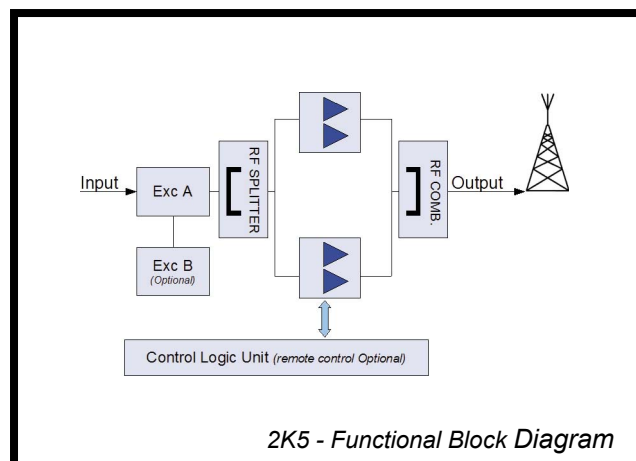 Input
Exc A
Exc B
(Optional)
RF SPLITTER
RF COMB.
Output
Control Logic Unit (remote control Optional)
2K5 - Functional Block Diagram